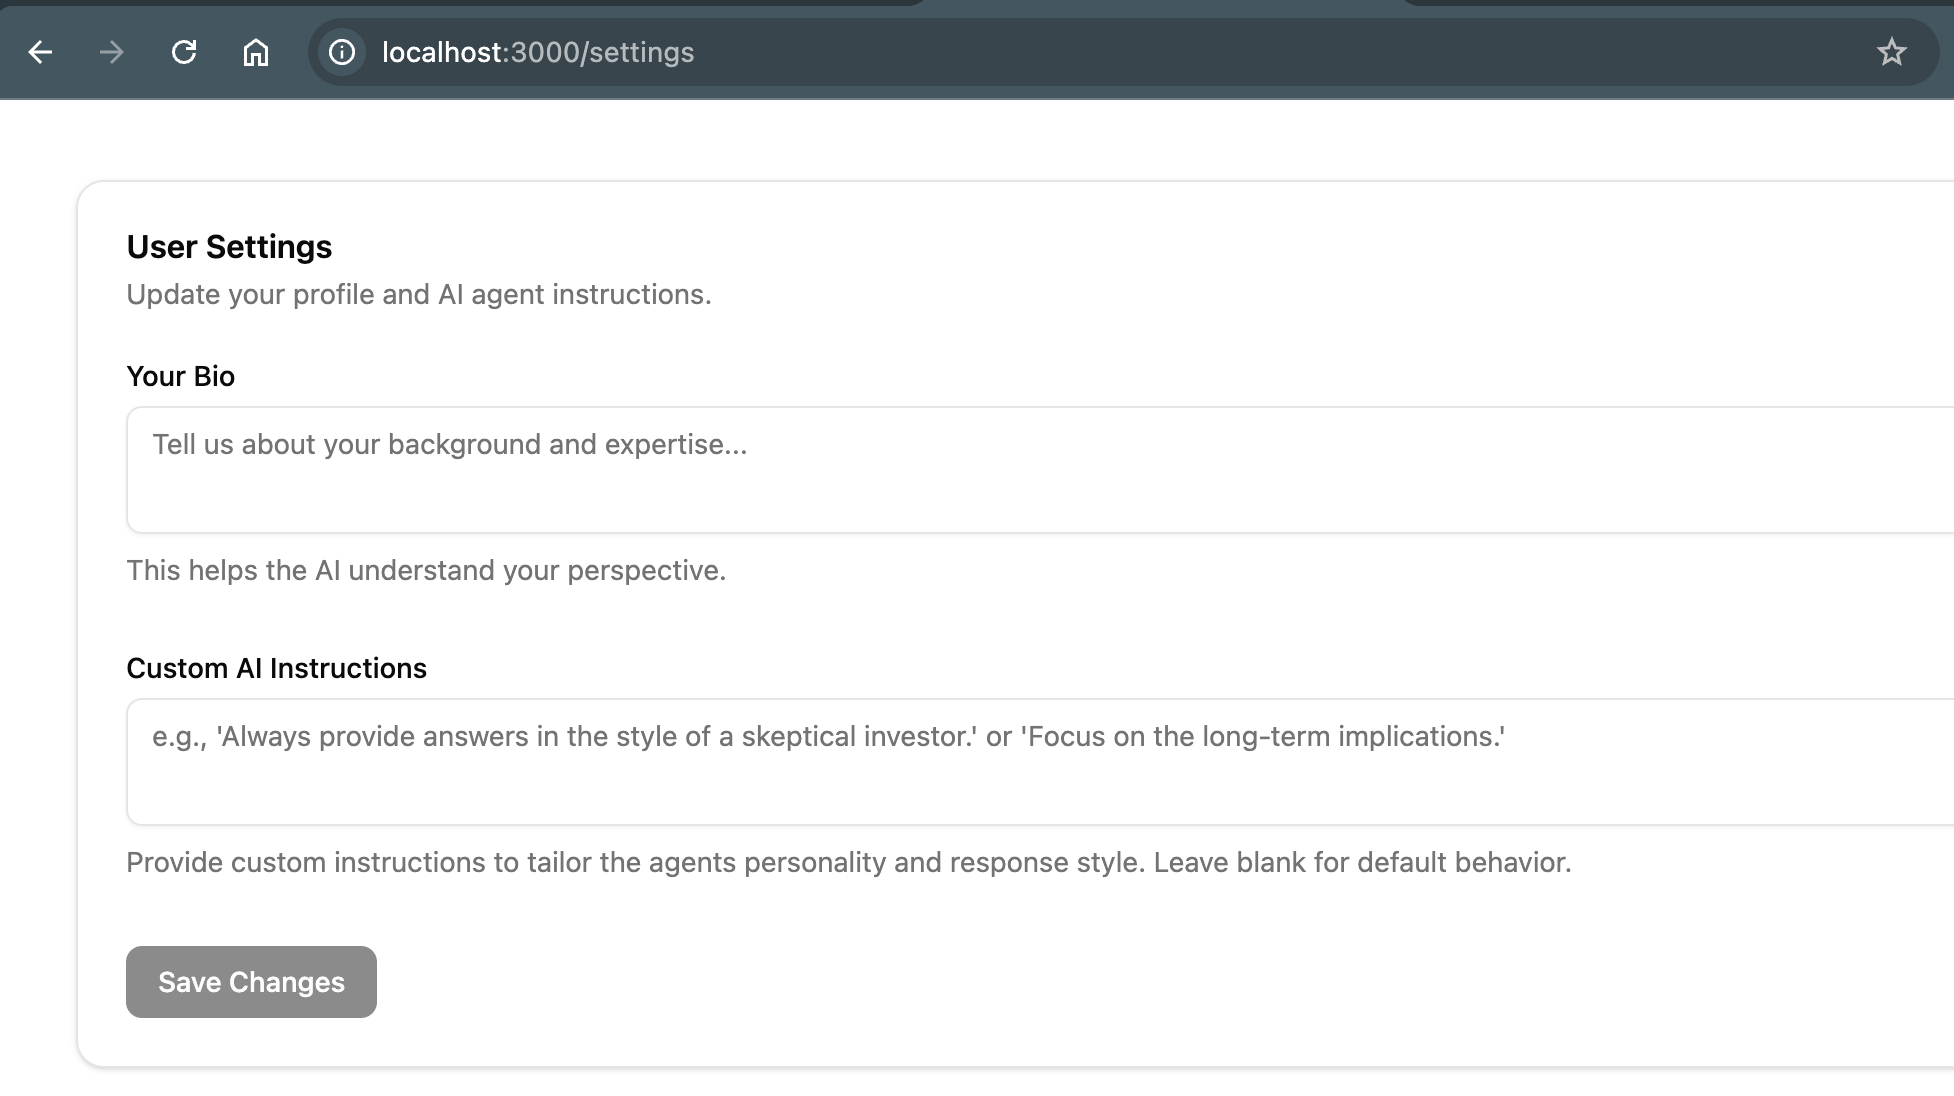 localhost:3000/settings
User Settings
Update your profile and AI agent instructions.
Your Bio
Tell us about your background and expertise...
This helps the AI understand your perspective.
Custom AI Instructions
e.g., 'Always provide answers in the style of a skeptical investor.' or 'Focus on the long-term implications.'
Provide custom instructions to tailor the agents personality and response style. Leave blank for default behavior.
Save Changes